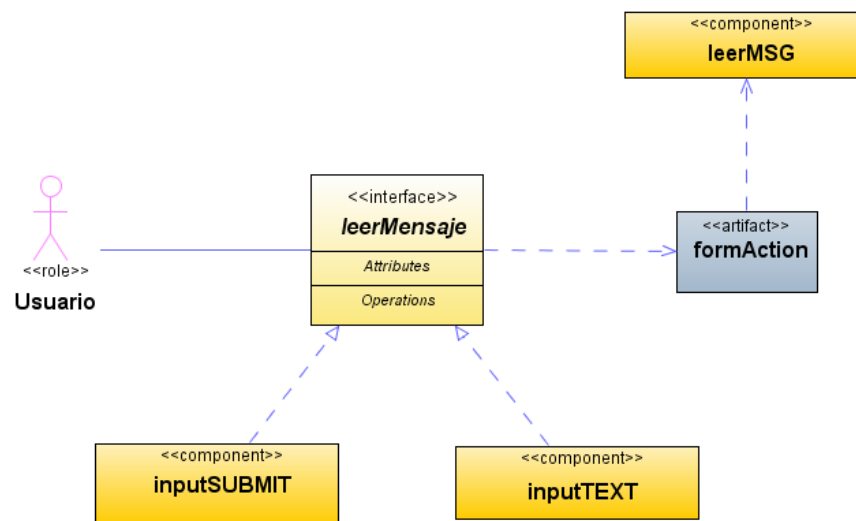 <<component>>
leerMSG
<<interface>>
leerMensaje
Attributes
Operations
<<artifact>>
formAction
<<role>>
Usuario
<<component>>
inputSUBMIT
<<component>>
inputTEXT